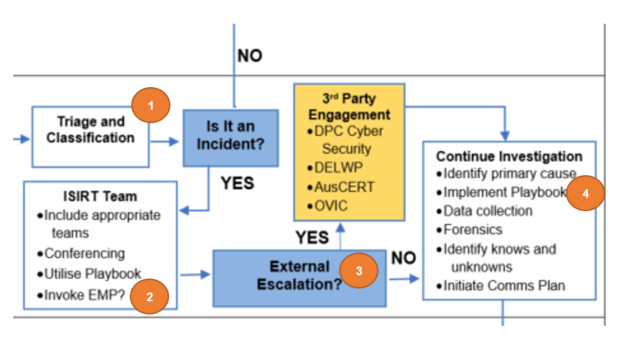 NO
1
Triage and
Classification
Is It an
Incident?
YES
ISIRT Team
•Include appropriate
teams
•Conferencing
•Utilise Playbook
•Invoke EMP?
2
3rd Party
Engagement
•DPC Cyber
Security
•DELWP
•AusCERT
•OVIC
YES
External
Escalation?
3
NO
Continue Investigation
•Identify primary cause
•Implement Playbook
4
•Data collection
•Forensics
•Identify knows and
unknowns
•Initiate Comms Plan